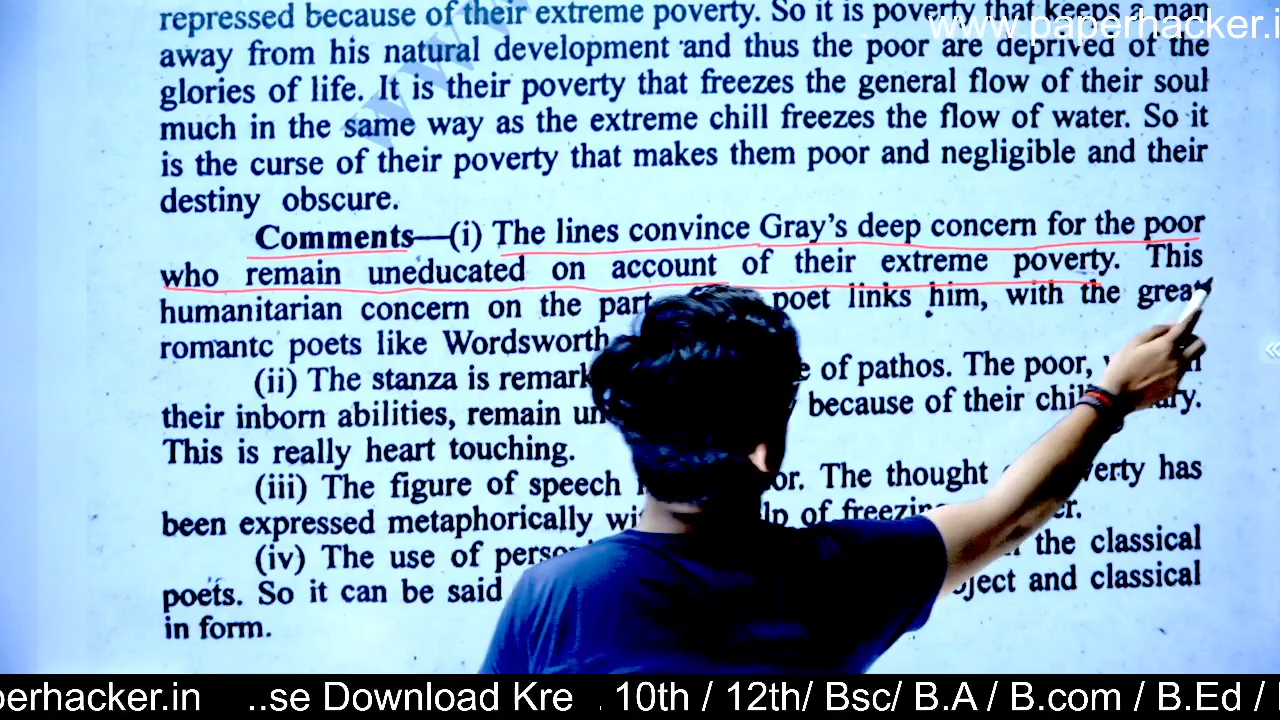 repressed because of their extreme poverty. So it is poverty that keeps a man
www.paperhacker.i
away from his natural development and thus the poor are deprived of the
glories of life. It is their poverty that freezes the general flow of their soul
much in the same way as the extreme chill freezes the flow of water. So it
is the curse of their poverty that makes them poor and negligible and their
destiny obscure.
Comments—(i) The lines convince Gray's deep concern for the poor
who remain uneducated on account of their extreme poverty. This
humanitarian concern on the part poet links him, with the great
romantc poets like Wordsworth
(ii) The stanza is of pathos. The poor,
their inborn abilities, remain because of their
This is really heart touching.
(iii) The figure of speech The thought has
been expressed metaphorically of
(iv) The use of the classical
poets. So it can be said and classical
in form.
perhacker.in ..se Download Kre . 10th / 12th/ Bsc/ B.A / B.com / B.Ed /